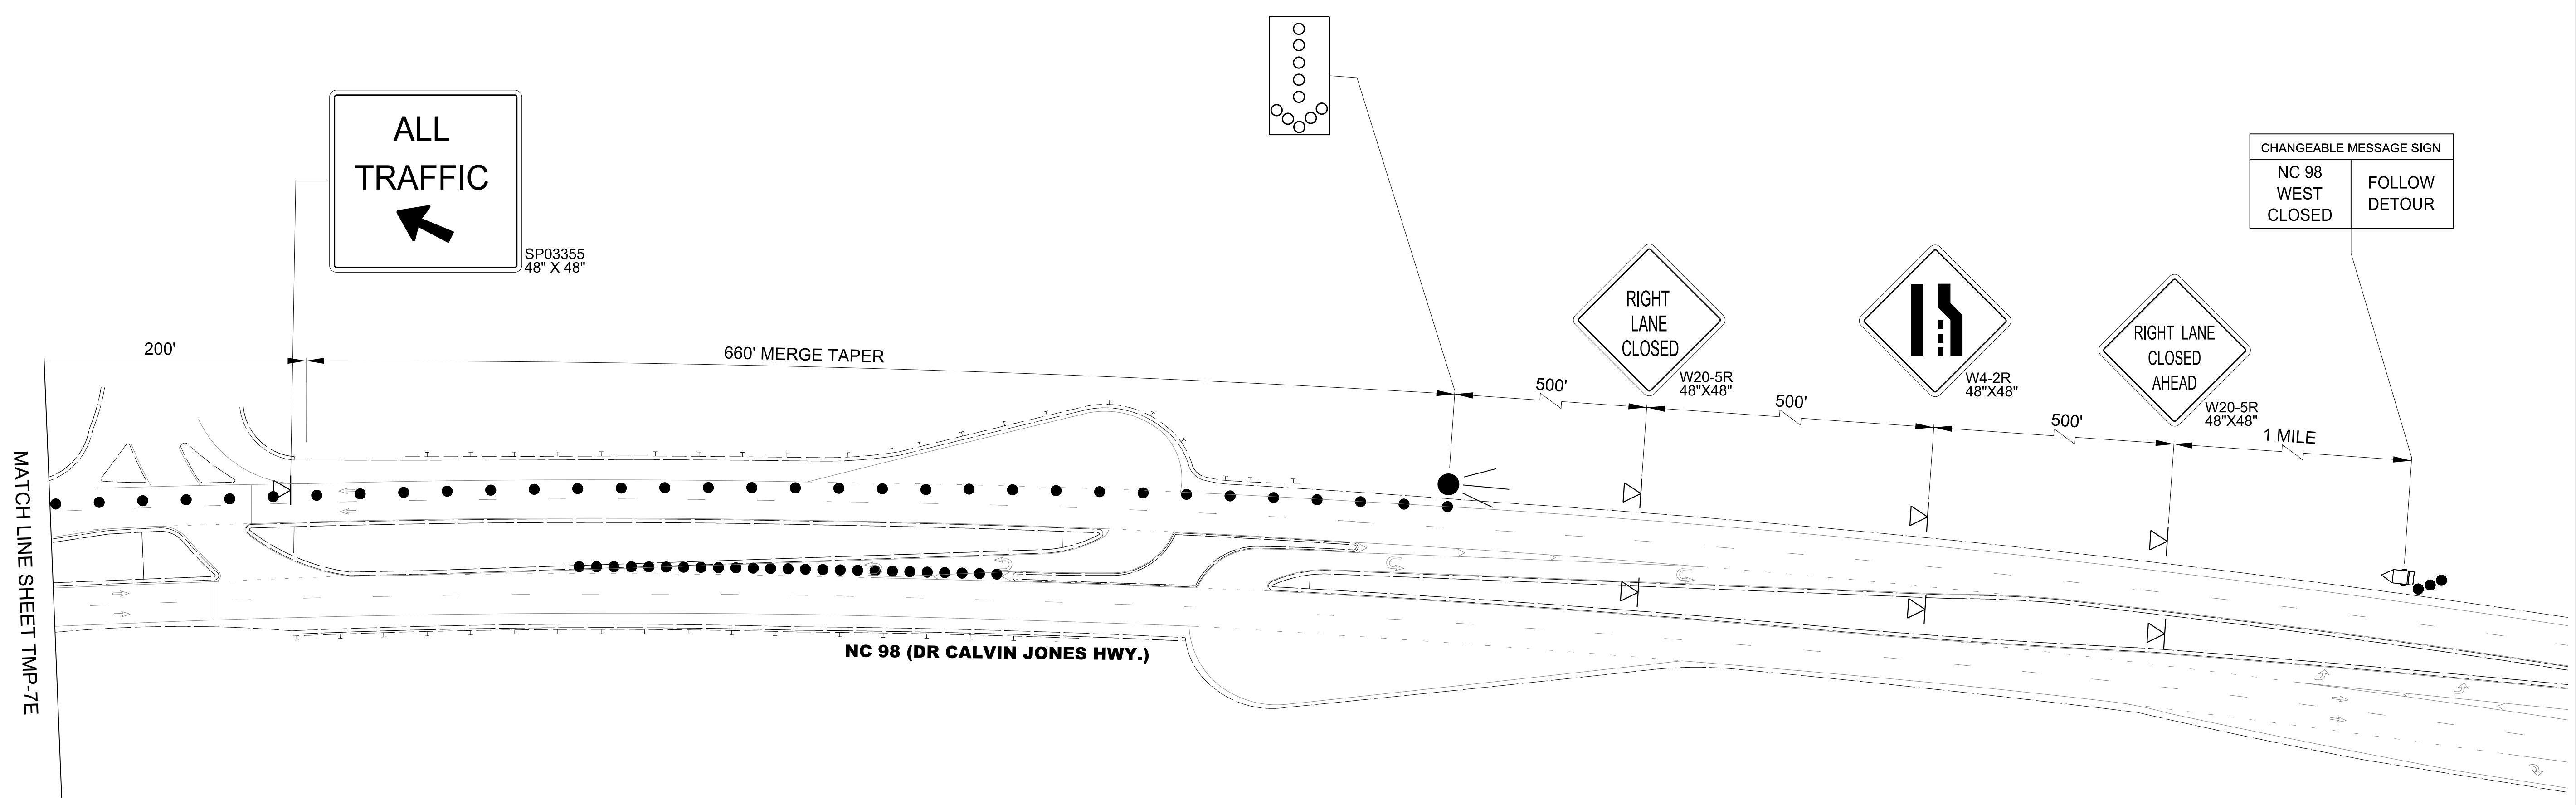 ALL
TRAFFIC
SP03355
48" X 48"
CHANGEABLE MESSAGE SIGN
NC 98
WEST
CLOSED
FOLLOW
DETOUR
RIGHT
LANE
CLOSED
W20-5R
48"X48"
W4-2R
48"X48"
RIGHT LANE
CLOSED
AHEAD
W20-5R
48"X48"
200'
660' MERGE TAPER
500'
500'
500'
1 MILE
MATCH LINE SHEET TMP-7E
NC 98 (DR CALVIN JONES HWY.)